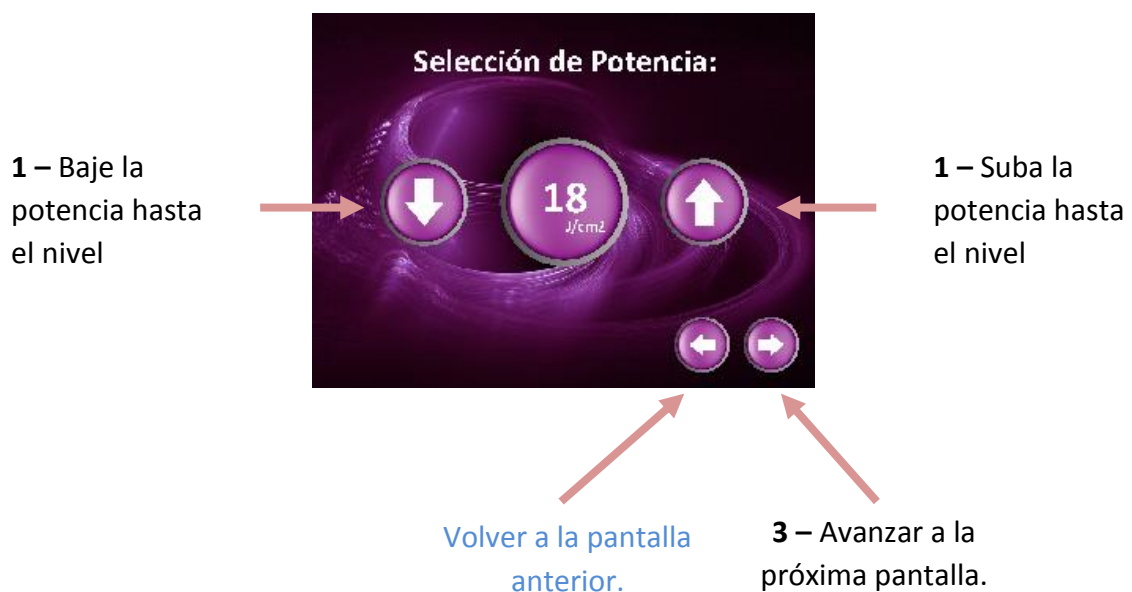 Selección de Potencia:
1 – Baje la
potencia hasta
el nivel
18
J/cm2
1 – Suba la
potencia hasta
el nivel
Volver a la pantalla
anterior.
3 – Avanzar a la
próxima pantalla.